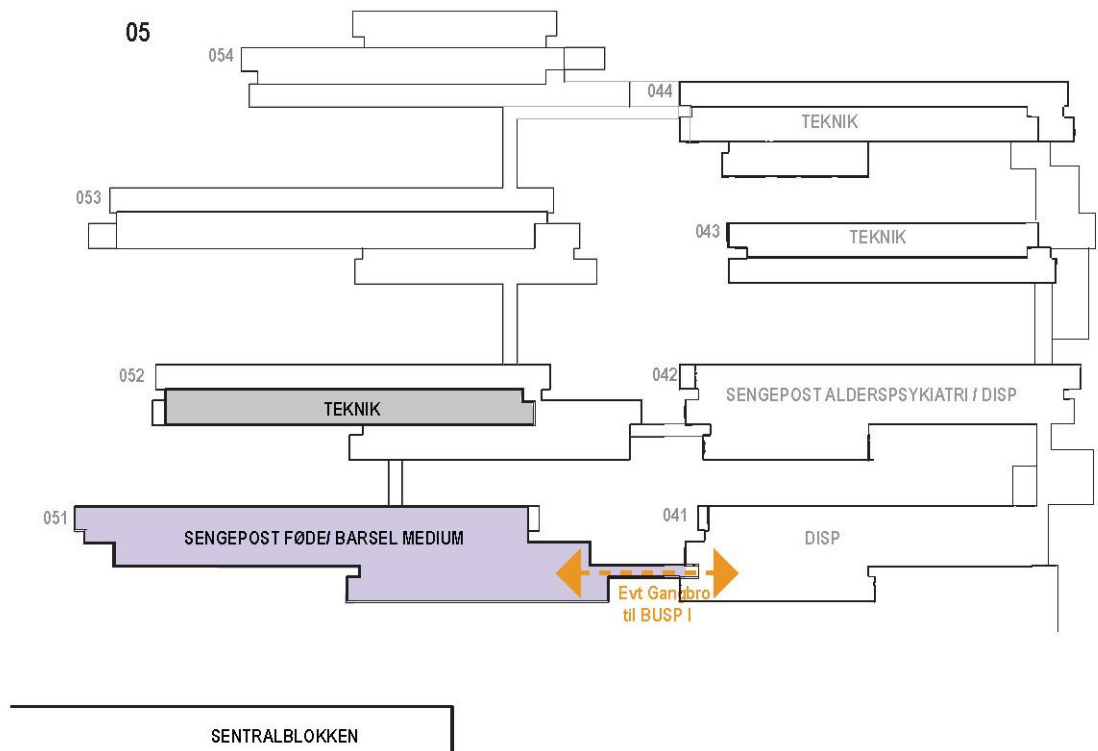 05
054
044
TEKNIK
053
043
TEKNIK
052
TEKNIK
042
SENGEPOST ALDERSPSYKIATRI / DISP
051
SENGEPOST FØDE/ BARSEL MEDIUM
041
DISP
Evt Gangbro
til BUSP I
SENTRALBLOKKEN